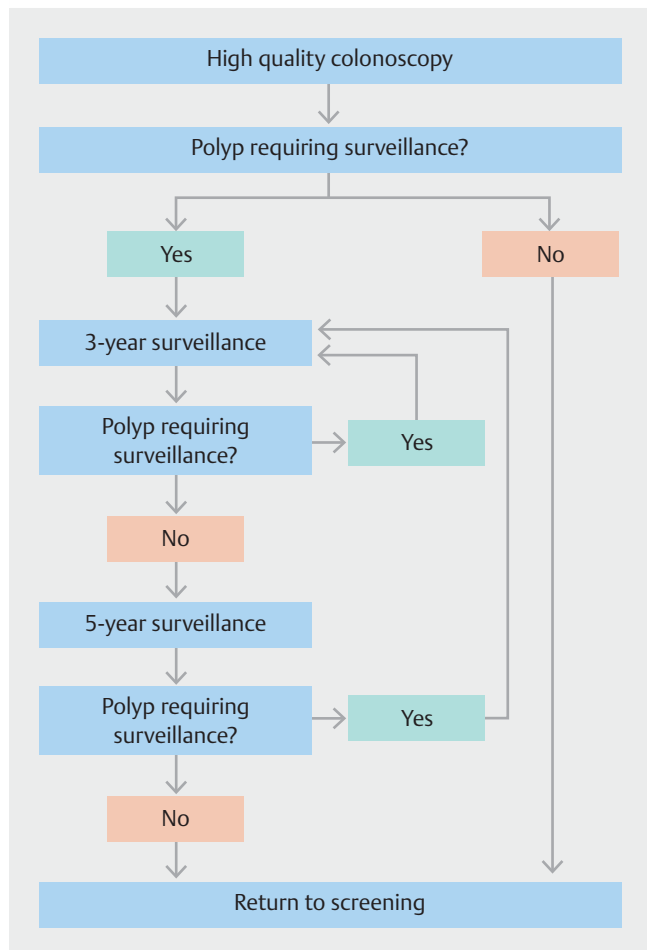 High quality colonoscopy
Polyp requiring surveillance?
Yes
No
3-year surveillance
Polyp requiring
surveillance?
Yes
No
5-year surveillance
Polyp requiring
surveillance?
Yes
No
Return to screening